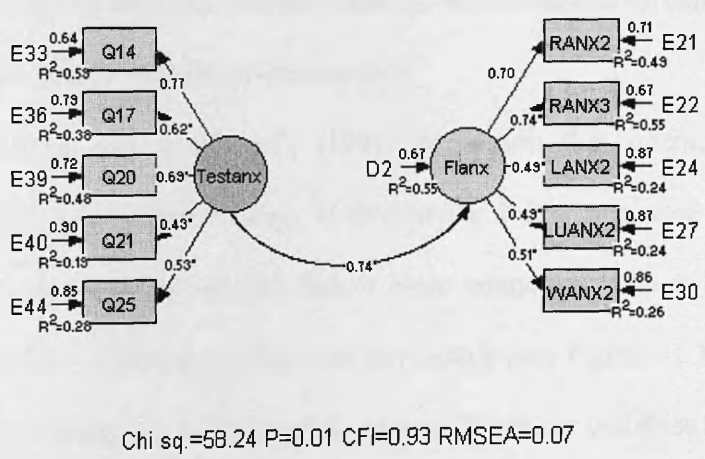 E33 0.64 Q14
R²=0.59
E36 0.79 Q17
R²=0.38
E39 0.72 Q20
R²=0.48
E40 0.90 Q21
R²=0.19
E44 0.85 Q25
R²=0.28
0.77
0.62*
0.69*
0.43*
0.53*
Testanx
0.74*
D2 0.67 Flanx
R²=0.55
0.70
0.74*
0.49*
0.49*
0.51*
RANX2 0.71 E21
R²=0.49
RANX3 0.67 E22
R²=0.55
LANX2 0.87 E24
R²=0.24
LUANX2 0.87 E27
R²=0.24
WANX2 0.86 E30
R²=0.26
Chi sq.=58.24 P=0.01 CFI=0.93 RMSEA=0.07